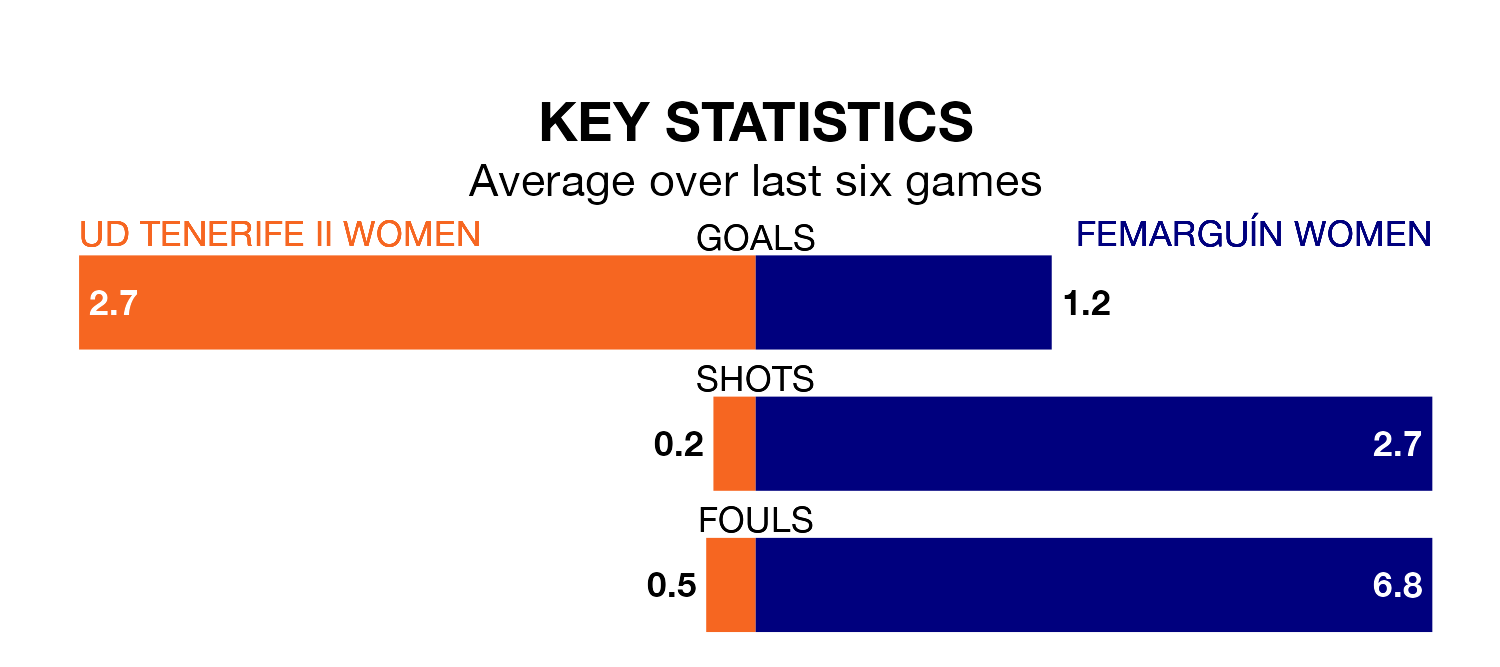 KEY STATISTICS
Average over last six games
UD TENERIFE II WOMEN
GOALS
FEMARGUÍN WOMEN
2.7
1.2
SHOTS
0.2
2.7
FOULS
0.5
6.8